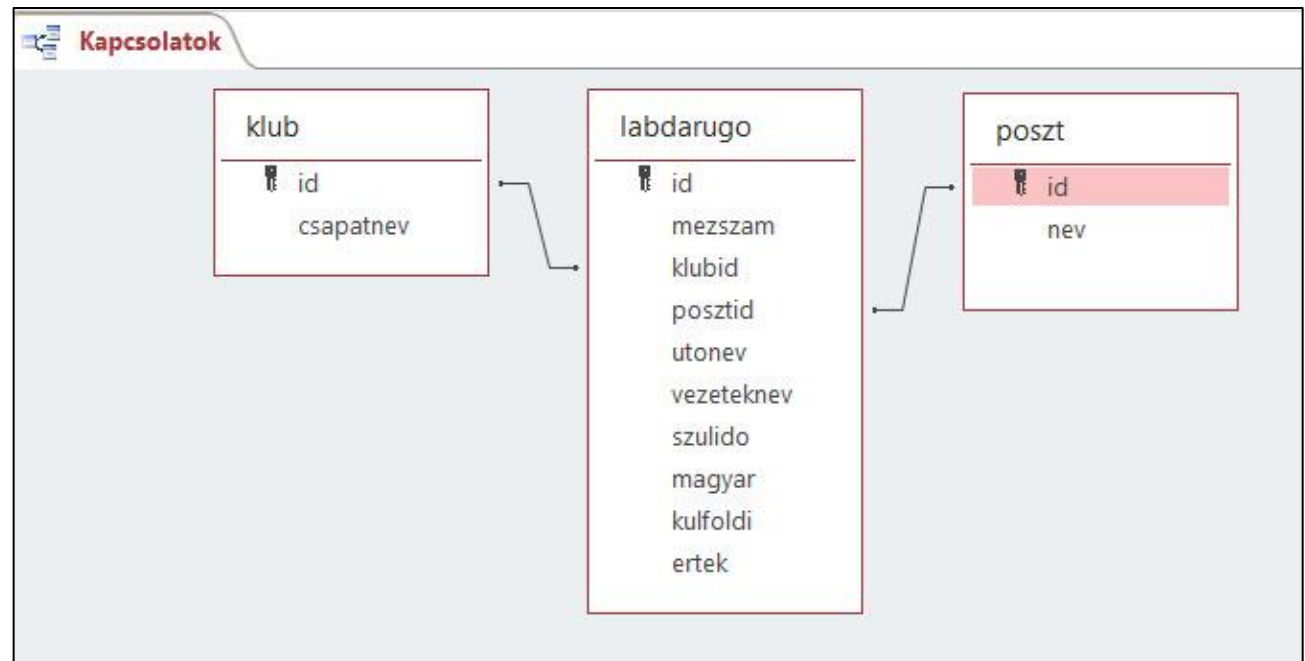 Kapcsolatok
klub
id
csapatnev
labdarugo
id
mezszam
klubid
posztid
utonev
vezeteknev
szulido
magyar
kulfoldi
ertek
poszt
id
nev